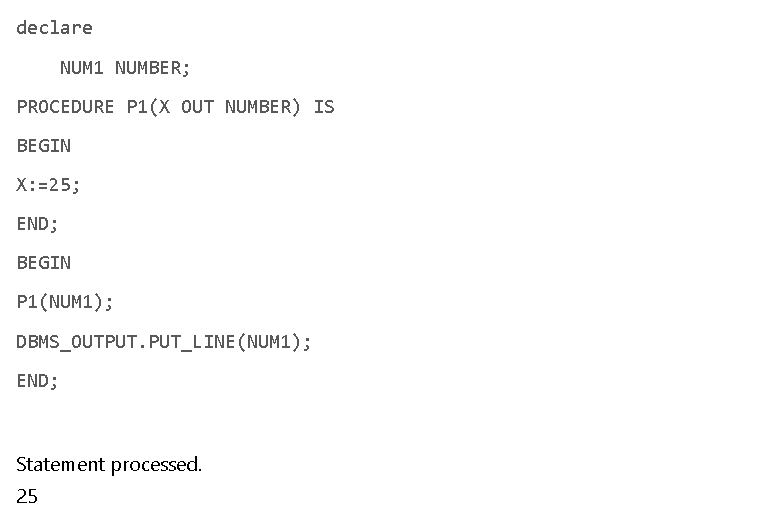 declare
NUM1 NUMBER;
PROCEDURE P1(X OUT NUMBER) IS
BEGIN
X:=25;
END;
BEGIN
P1(NUM1);
DBMS_OUTPUT.PUT_LINE(NUM1);
END;
Statement processed.
25